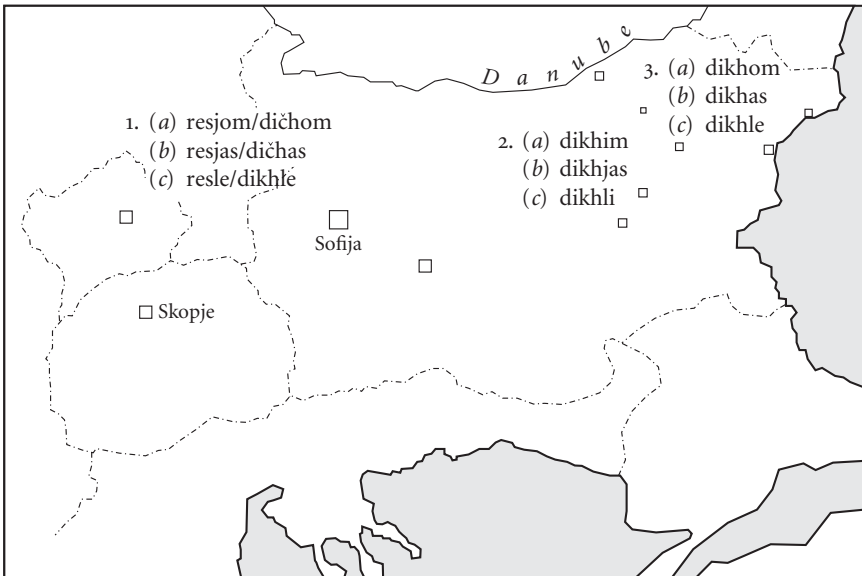 Danube
1. (a) resjom/dičhom
(b) resjas/dičhas
(c) resle/dikhle
2. (a) dikhim
(b) dikhjas
(c) dikhli
3. (a) dikhom
(b) dikhas
(c) dikhle
Sofija
Skopje